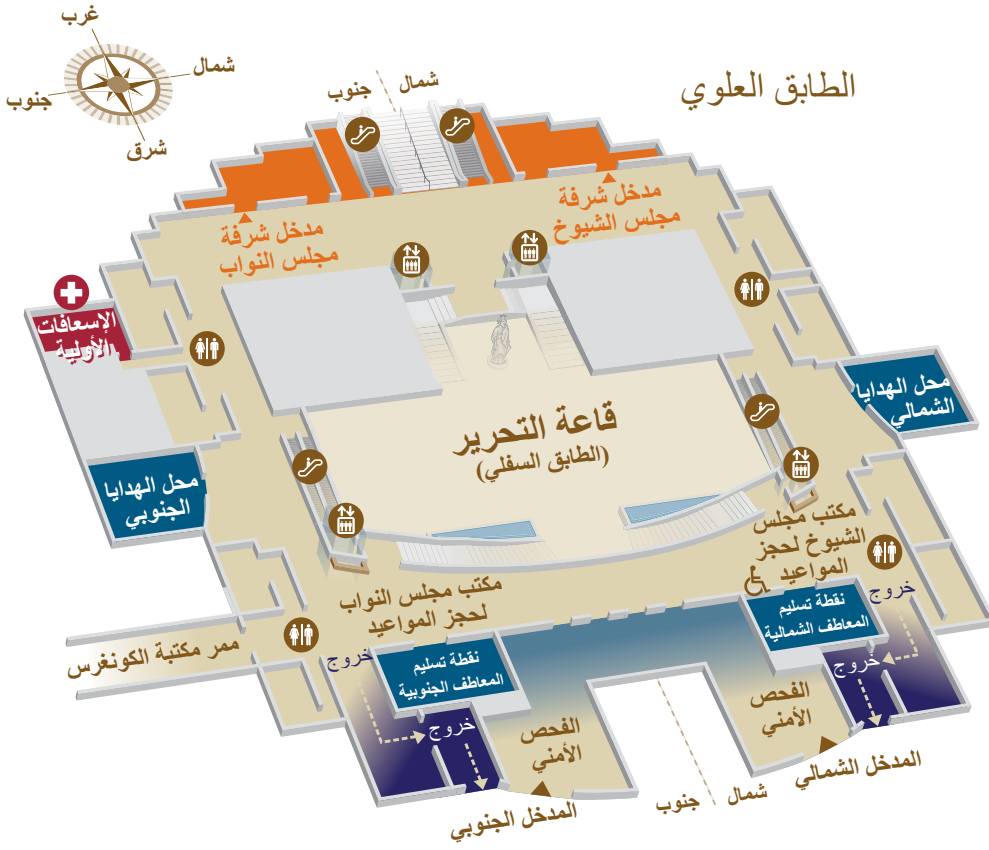 غرب
شمال
جنوب
شرق
الطابق العلوي
شمال
جنوب
مدخل شرفة
مجلس الشيوخ
مدخل شرفة
مجلس النواب
الإسعافات
الأولية
محل الهدايا
الشمالي
محل الهدايا
الجنوبي
قاعة التحرير
(الطابق السفلي)
مكتب مجلس
الشيوخ لحجز
المواعيد
مكتب مجلس النواب
لحجز المواعيد
خروج
نقطة تسليم
المعاطف الشمالية
ممر مكتبة الكونغرس
خروج
نقطة تسليم
المعاطف الجنوبية
خروج
خروج
الفحص
الأمني
الفحص
الأمني
المدخل الشمالي
شمال
جنوب
المدخل الجنوبي